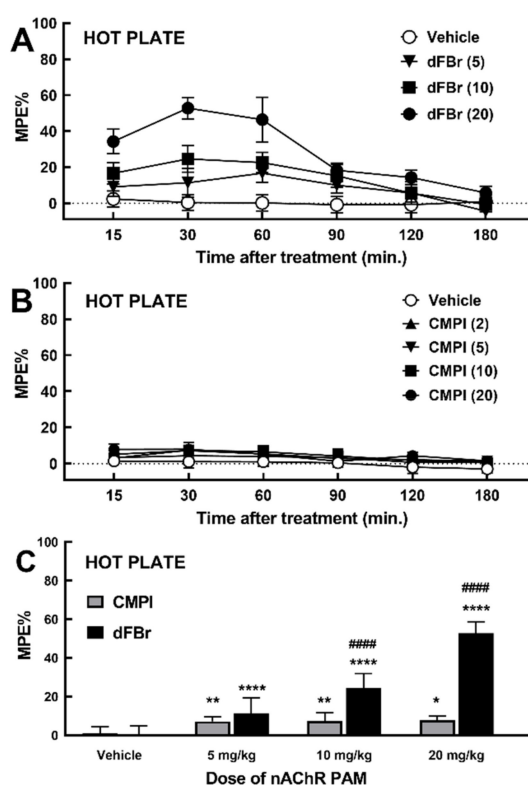 A
HOT PLATE
Vehicle
dFBr (5)
dFBr (10)
dFBr (20)
MPE%
100
80
60
40
20
0
15 30 60 90 120 180
Time after treatment (min.)
B
HOT PLATE
Vehicle
CMPI (2)
CMPI (5)
CMPI (10)
CMPI (20)
MPE%
100
80
60
40
20
0
15 30 60 90 120 180
Time after treatment (min.)
C
HOT PLATE
CMPI
dFBr
MPE%
100
80
60
40
20
0
** ****
** #### ****
* #### ****
Vehicle 5 mg/kg 10 mg/kg 20 mg/kg
Dose of nAChR PAM